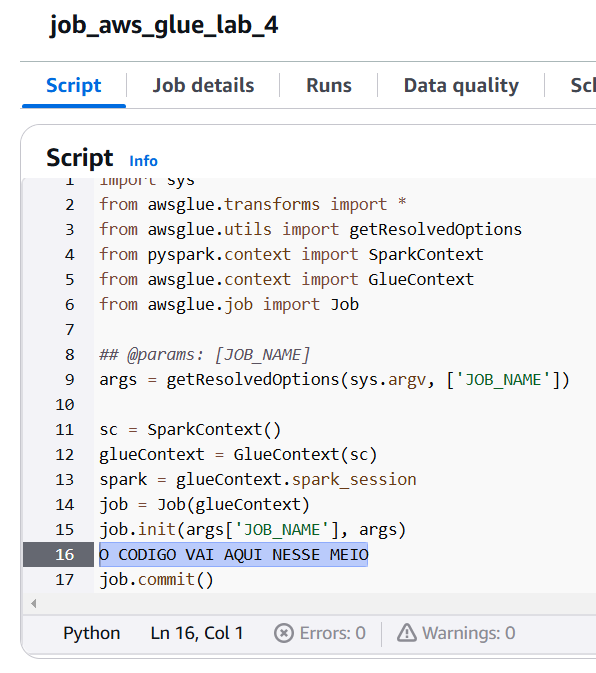 job_aws_glue_lab_4
Script Job details Runs Data quality Scl
Script Info
1 import sys
2 from awsglue.transforms import *
3 from awsglue.utils import getResolvedOptions
4 from pyspark.context import SparkContext
5 from awsglue.context import GlueContext
6 from awsglue.job import Job
7
8 ## @params: [JOB_NAME]
9 args = getResolvedOptions(sys.argv, ['JOB_NAME'])
10
11 sc = SparkContext()
12 glueContext = GlueContext(sc)
13 spark = glueContext.spark_session
14 job = Job(glueContext)
15 job.init(args['JOB_NAME'], args)
16 O CODIGO VAI AQUI NESSE MEIO
17 job.commit()
Python Ln 16, Col 1 Errors: 0 Warnings: 0